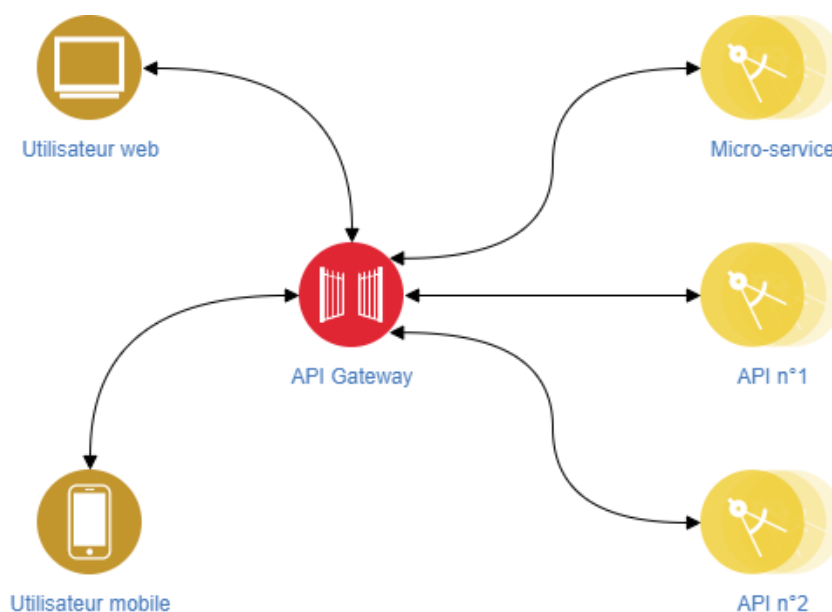 Utilisateur web
Micro-service
API Gateway
API n°1
Utilisateur mobile
API n°2